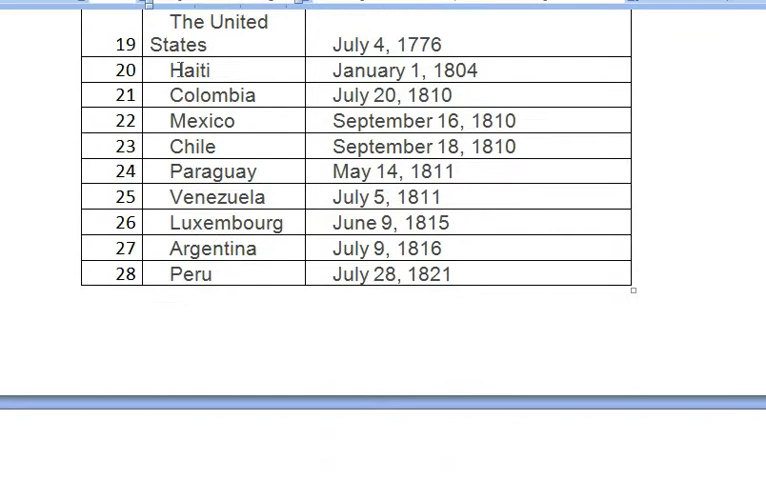 The United
19 States July 4, 1776
20 Haiti January 1, 1804
21 Colombia July 20, 1810
22 Mexico September 16, 1810
23 Chile September 18, 1810
24 Paraguay May 14, 1811
25 Venezuela July 5, 1811
26 Luxembourg June 9, 1815
27 Argentina July 9, 1816
28 Peru July 28, 1821